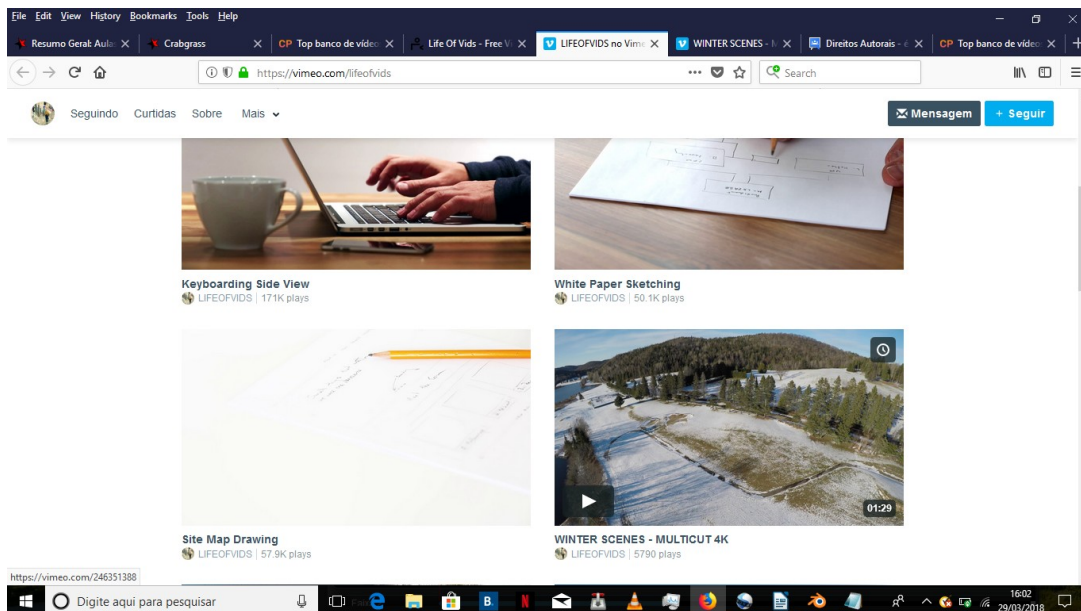 File Edit View History Bookmarks Tools Help
Resumo Geral: Aula
Crabgrass
CP Top banco de vídeo
Life Of Vids - Free V
LIFEOFVIDS no Vime
WINTER SCENES - M
Direitos Autorais - é
CP Top banco de vídeo
https://vimeo.com/lifeofvids
Search
Seguindo Curtidas Sobre Mais
Mensagem
+ Seguir
Keyboarding Side View
LIFEOFVIDS | 171K plays
White Paper Sketching
LIFEOFVIDS | 50.1K plays
01:29
Site Map Drawing
LIFEOFVIDS | 57.9K plays
WINTER SCENES - MULTICUT 4K
LIFEOFVIDS | 5790 plays
https://vimeo.com/246351388
Digite aqui para pesquisar
B.
N
16:02
29/03/2018